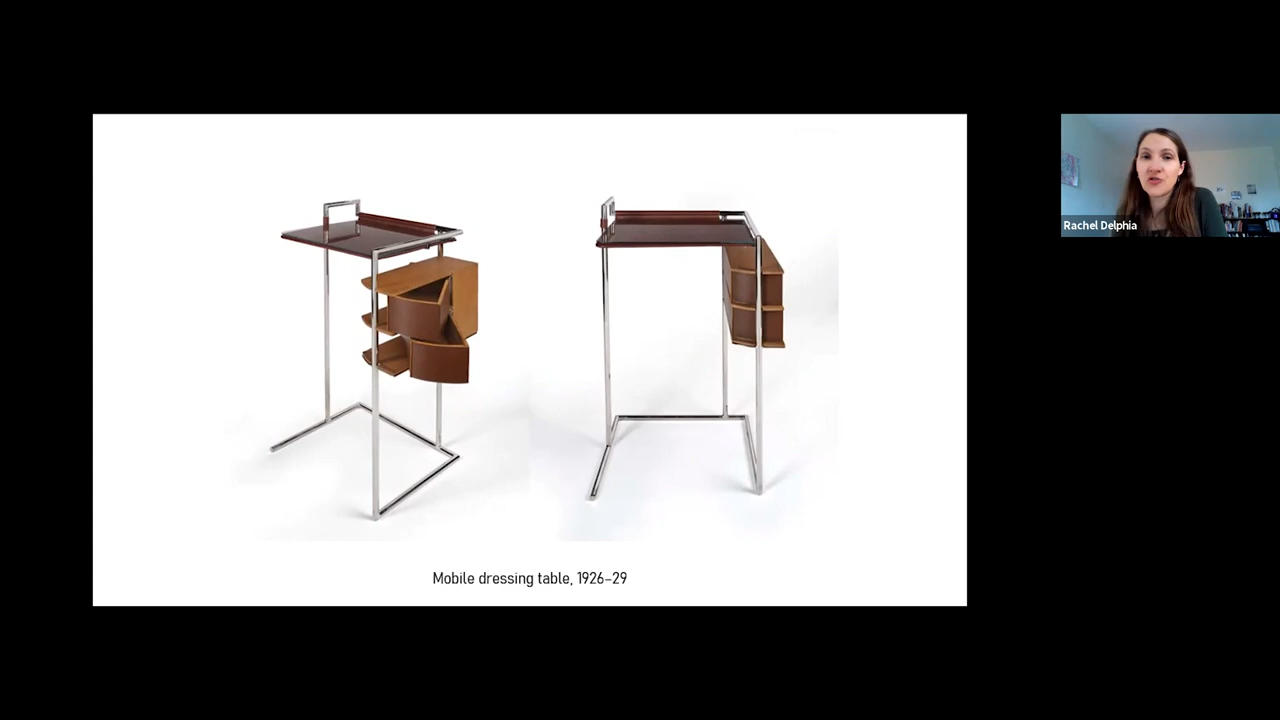 Rachel Delphia
Mobile dressing table, 1926–29